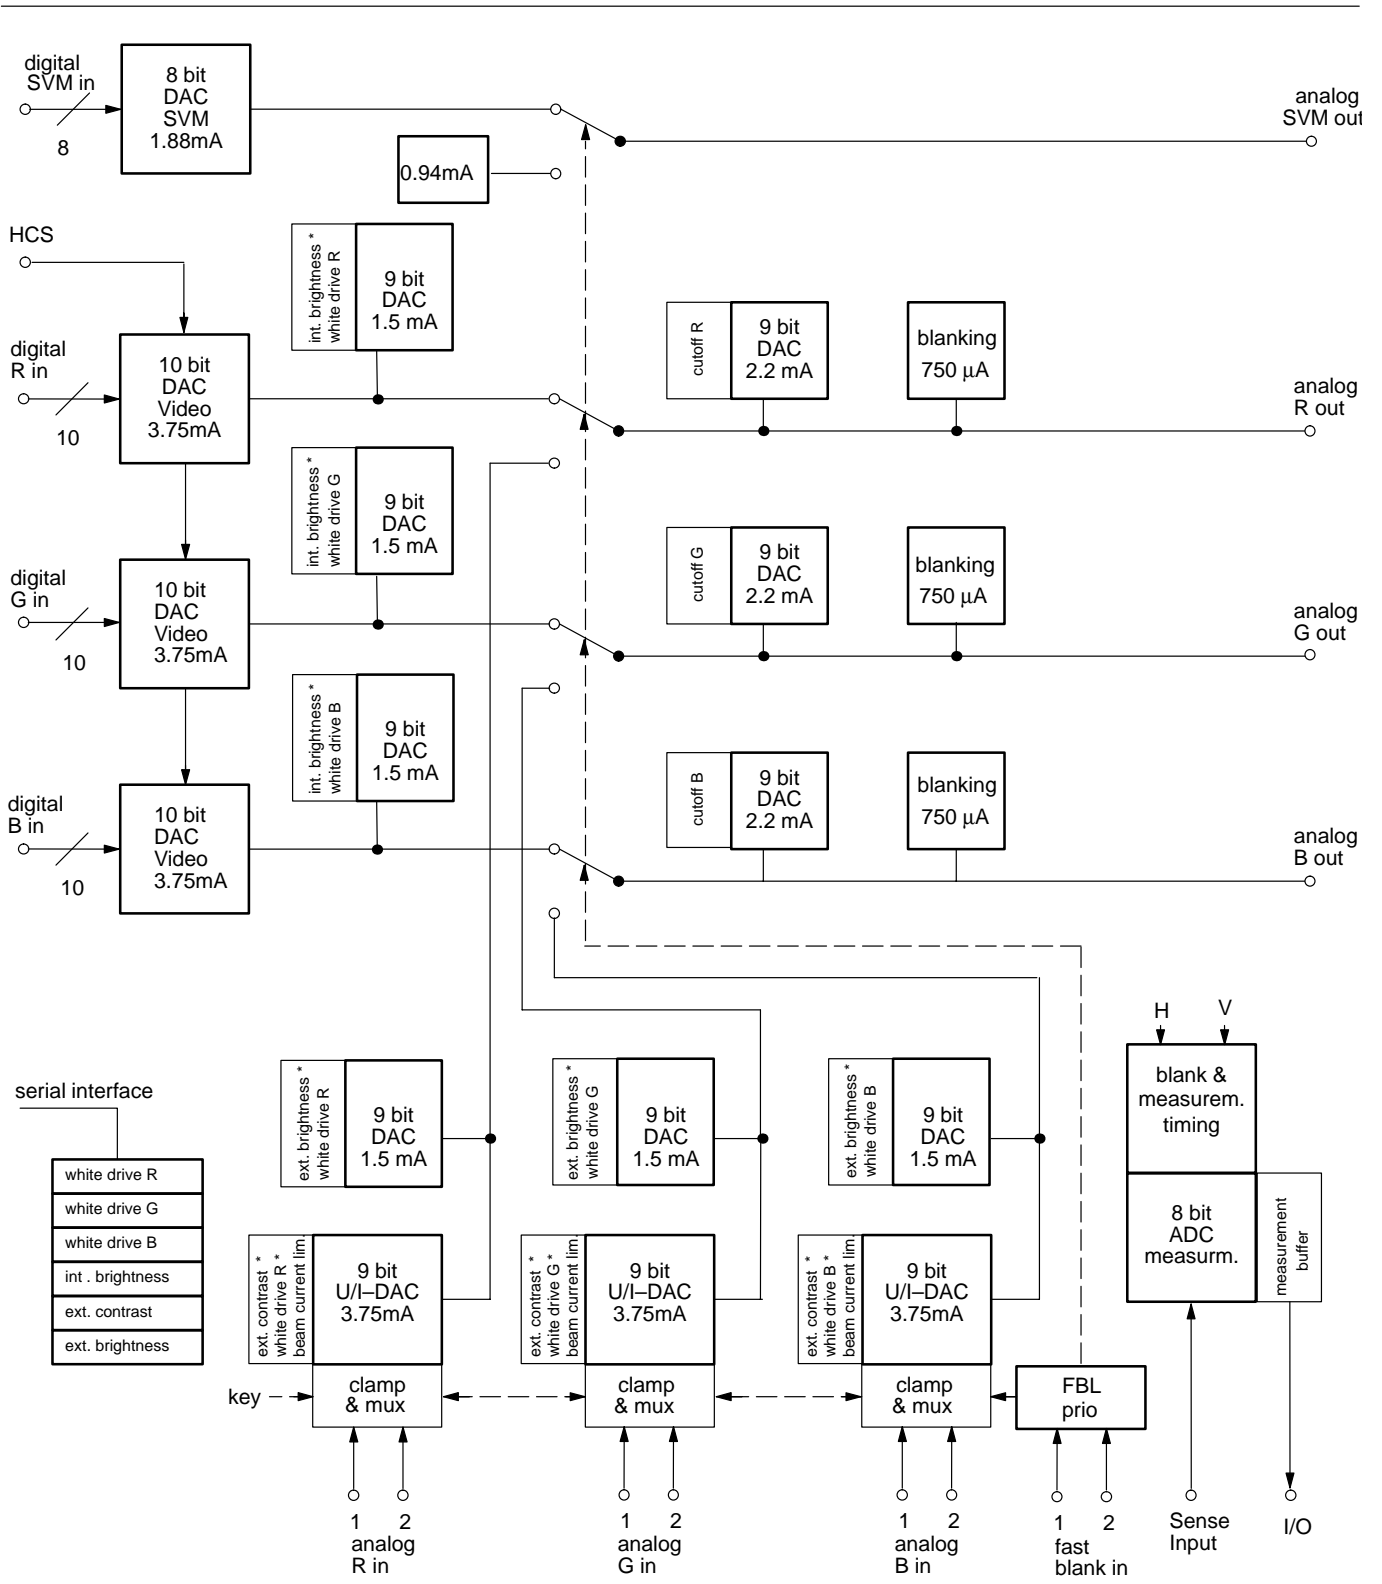 digital
SVM in
8
8 bit
DAC
SVM
1.88mA
0.94mA
analog
SVM out
HCS
int. brightness *
white drive R
9 bit
DAC
1.5 mA
digital
R in
10
10 bit
DAC
Video
3.75mA
cutoff R
9 bit
DAC
2.2 mA
blanking
750 µA
analog
R out
int. brightness *
white drive G
9 bit
DAC
1.5 mA
digital
G in
10
10 bit
DAC
Video
3.75mA
cutoff G
9 bit
DAC
2.2 mA
blanking
750 µA
analog
G out
int. brightness *
white drive B
9 bit
DAC
1.5 mA
digital
B in
10
10 bit
DAC
Video
3.75mA
cutoff B
9 bit
DAC
2.2 mA
blanking
750 µA
analog
B out
H
V
blank &
measurem.
timing
8 bit
ADC
measurm.
measurement
buffer
serial interface
white drive R
white drive G
white drive B
int . brightness
ext. contrast
ext. brightness
ext. brightness *
white drive R
9 bit
DAC
1.5 mA
ext. brightness *
white drive G
9 bit
DAC
1.5 mA
ext. brightness *
white drive B
9 bit
DAC
1.5 mA
ext. contrast *
white drive R *
beam current lim.
9 bit
U/I–DAC
3.75mA
ext. contrast *
white drive G *
beam current lim.
9 bit
U/I–DAC
3.75mA
ext. contrast *
white drive B *
beam current lim.
9 bit
U/I–DAC
3.75mA
key
clamp
& mux
clamp
& mux
clamp
& mux
FBL
prio
1 2
analog
R in
1 2
analog
G in
1 2
analog
B in
1 2
fast
blank in
Sense
Input
I/O